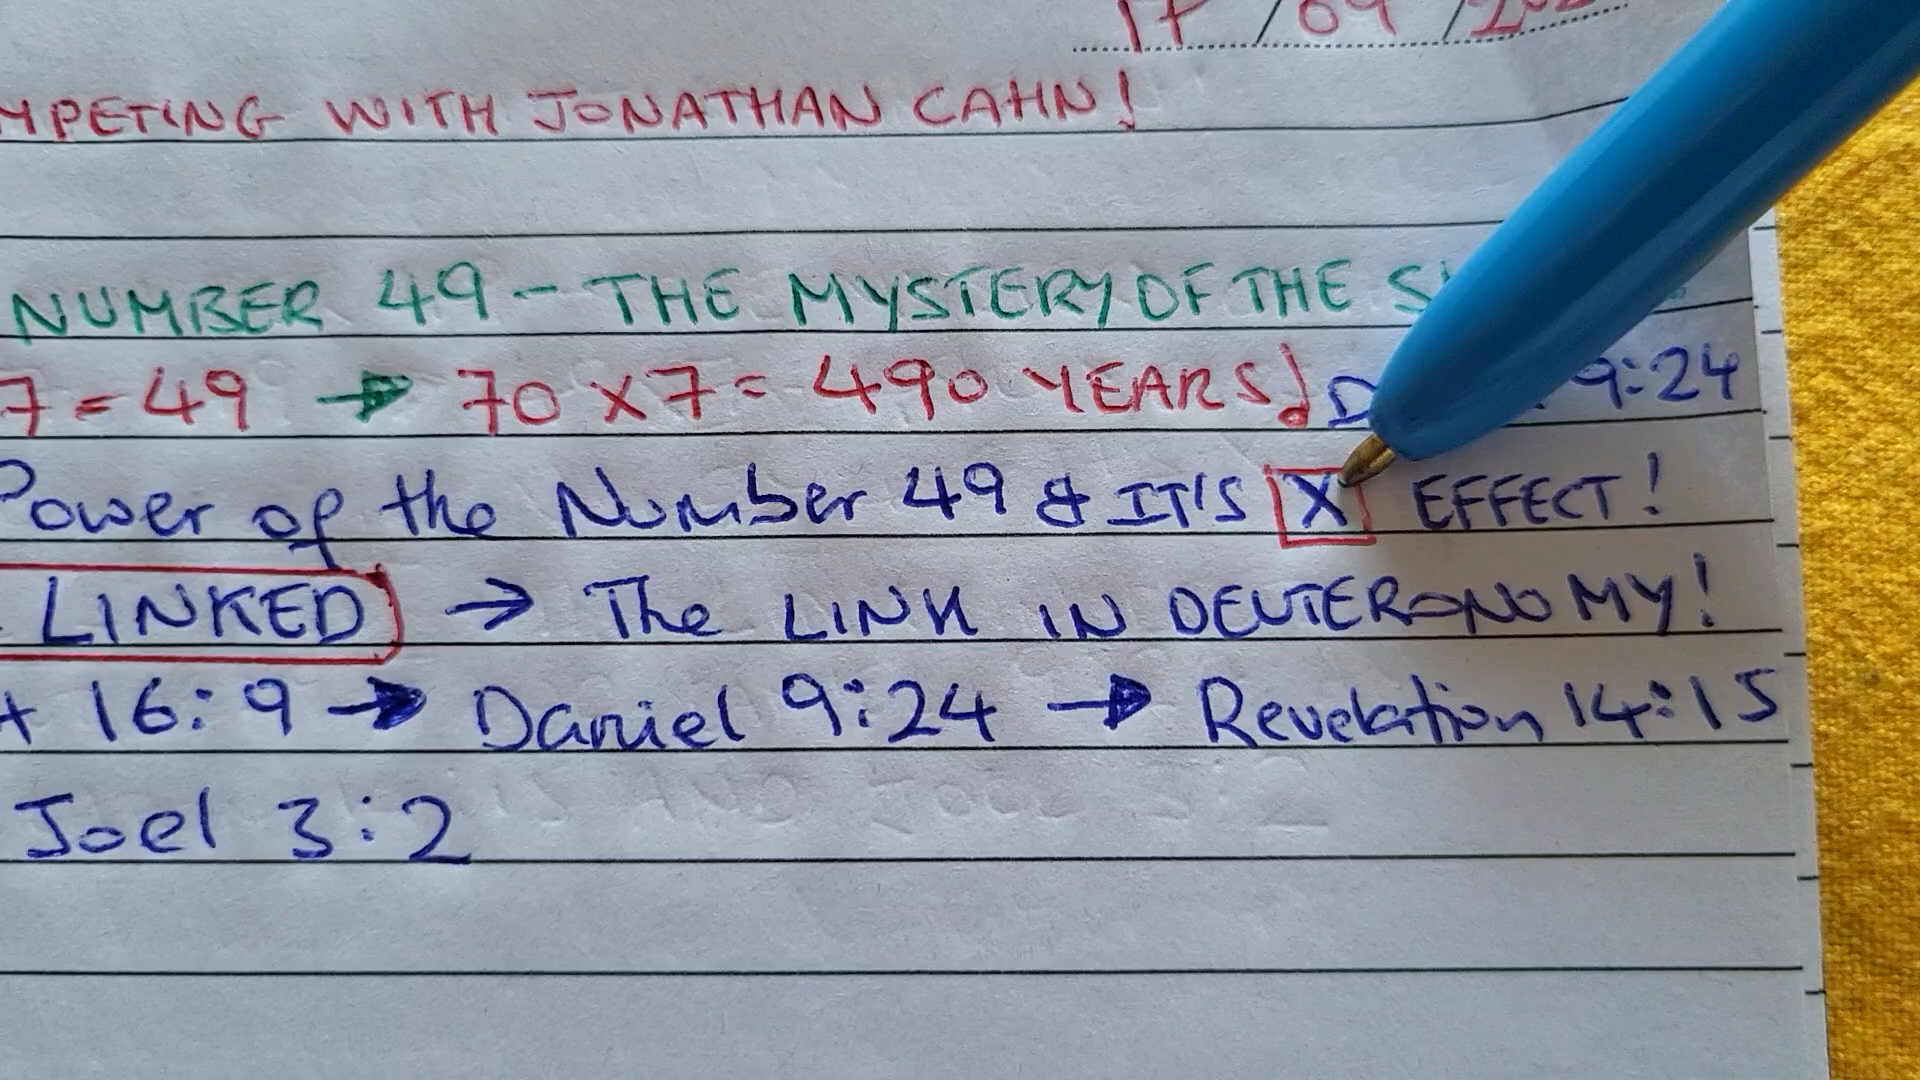 17/09/202
MPETING WITH JONATHAN CAHN!
NUMBER 49 - THE MYSTERY OF THE
7 = 49 → 70 x 7 = 490 YEARS! 9:24
Power of the Number 49 & IT'S X EFFECT!
LINKED → The LINK IN DEUTERONOMY!
+ 16:9 → Daniel 9:24 → Revelation 14:15
Joel 3:2